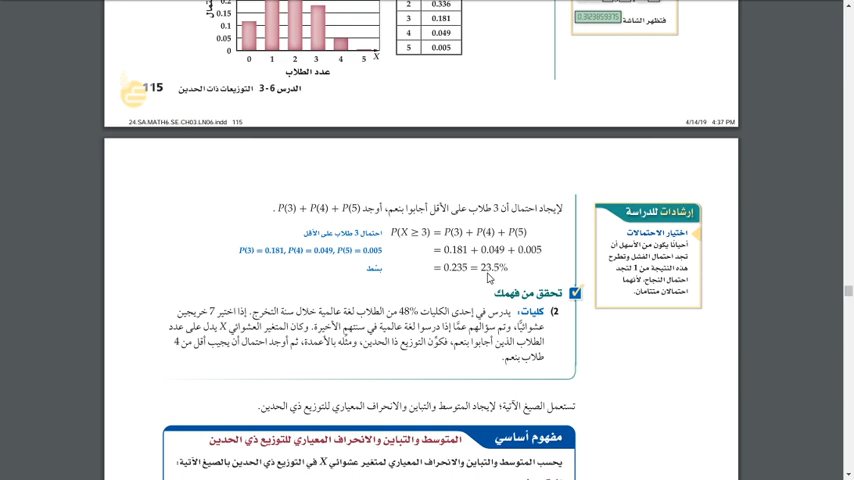 0.2
0.15
0.1
0.05
0
0 1 2 3 4 5 X
عدد الطلاب
2 0.336
3 0.181
4 0.049
5 0.005
فتظهر الشاشة 0.3123859375
الدرس 6-3 التوزيعات ذات الحدين 115
24.SA.MATH6 SE.CH03.LN06.indd 115
4/14/19 4:37 PM
لإيجاد احتمال أن 3 طلاب على الأقل أجابوا بنعم، أوجد P(3) + P(4) + P(5) .
احتمال 3 طلاب على الأقل P(X ≥ 3) = P(3) + P(4) + P(5)
P(3) = 0.181, P(4) = 0.049, P(5) = 0.005 = 0.181 + 0.049 + 0.005
بسّط = 0.235 = 23.5%
تحقق من فهمك
2) كليات: يدرس في إحدى الكليات 48% من الطلاب لغة عالمية خلال سنة التخرج. إذا اختير 7 خريجين
عشوائيًّا، وتم سؤالهم عمَّا إذا درسوا لغة عالمية في سنتهم الأخيرة. وكان المتغير العشوائي X يدل على عدد
الطلاب الذين أجابوا بنعم، فكوِّن التوزيع ذا الحدين، ومثِّله بالأعمدة، ثم أوجد احتمال أن يجيب أقل من 4
طلاب بنعم.
إرشادات للدراسة
اختيار الاحتمالات
أحيانًا يكون من الأسهل أن
تجد احتمال الفشل وتطرح
هذه النتيجة من 1 لتجد
احتمال النجاح، لأنهما
احتمالان متتامان.
تستعمل الصيغ الآتية؛ لإيجاد المتوسط والتباين والانحراف المعياري للتوزيع ذي الحدين.
مفهوم أساسي المتوسط والتباين والانحراف المعياري للتوزيع ذي الحدين
يحسب المتوسط والتباين والانحراف المعياري لمتغير عشوائي X في التوزيع ذي الحدين بالصيغ الآتية: